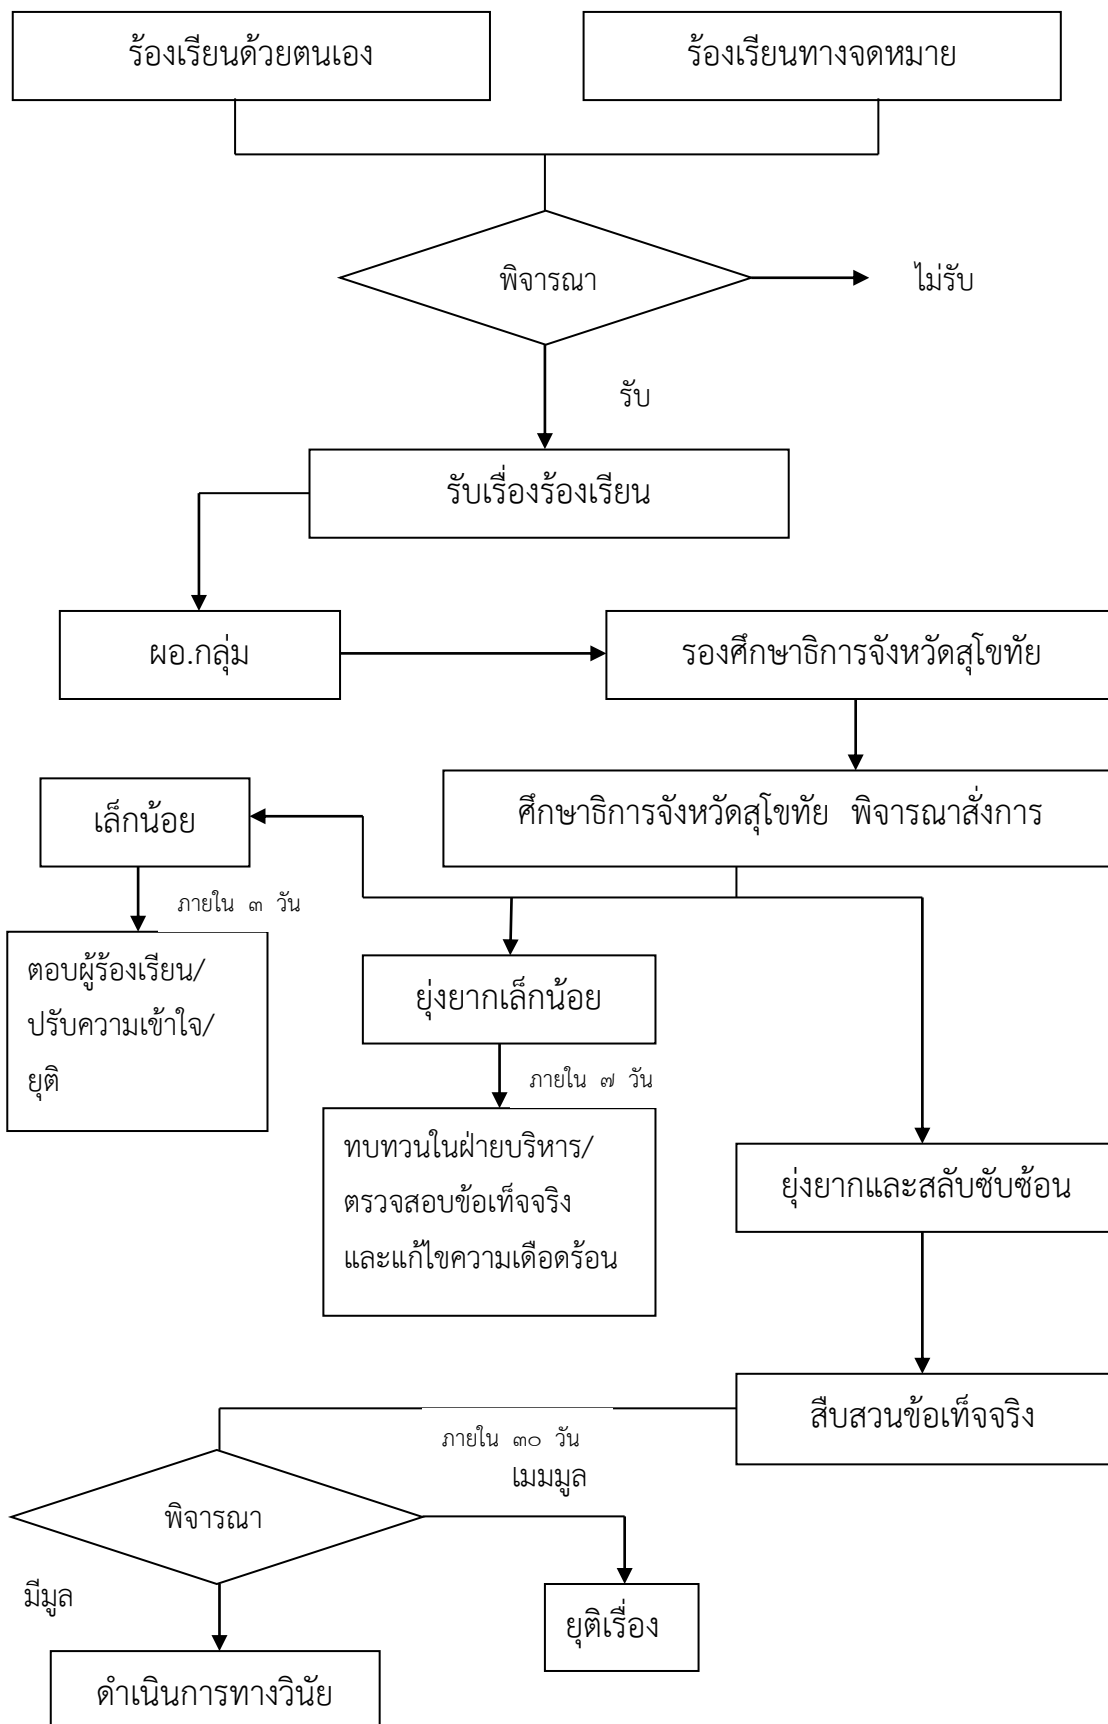 ร้องเรียนด้วยตนเอง
ร้องเรียนทางจดหมาย
พิจารณา
ไม่รับ
รับ
รับเรื่องร้องเรียน
ผอ.กลุ่ม
รองศึกษาธิการจังหวัดสุโขทัย
ศึกษาธิการจังหวัดสุโขทัย พิจารณาสั่งการ
เล็กน้อย
ภายใน ๓ วัน
ตอบผู้ร้องเรียน/
ปรับความเข้าใจ/
ยุติ
ยุ่งยากเล็กน้อย
ภายใน ๗ วัน
ทบทวนในฝ่ายบริหาร/
ตรวจสอบข้อเท็จจริง
และแก้ไขความเดือดร้อน
ยุ่งยากและสลับซับซ้อน
สืบสวนข้อเท็จจริง
ภายใน ๓๐ วัน
เมมมูล
พิจารณา
มีมูล
ยุติเรื่อง
ดำเนินการทางวินัย